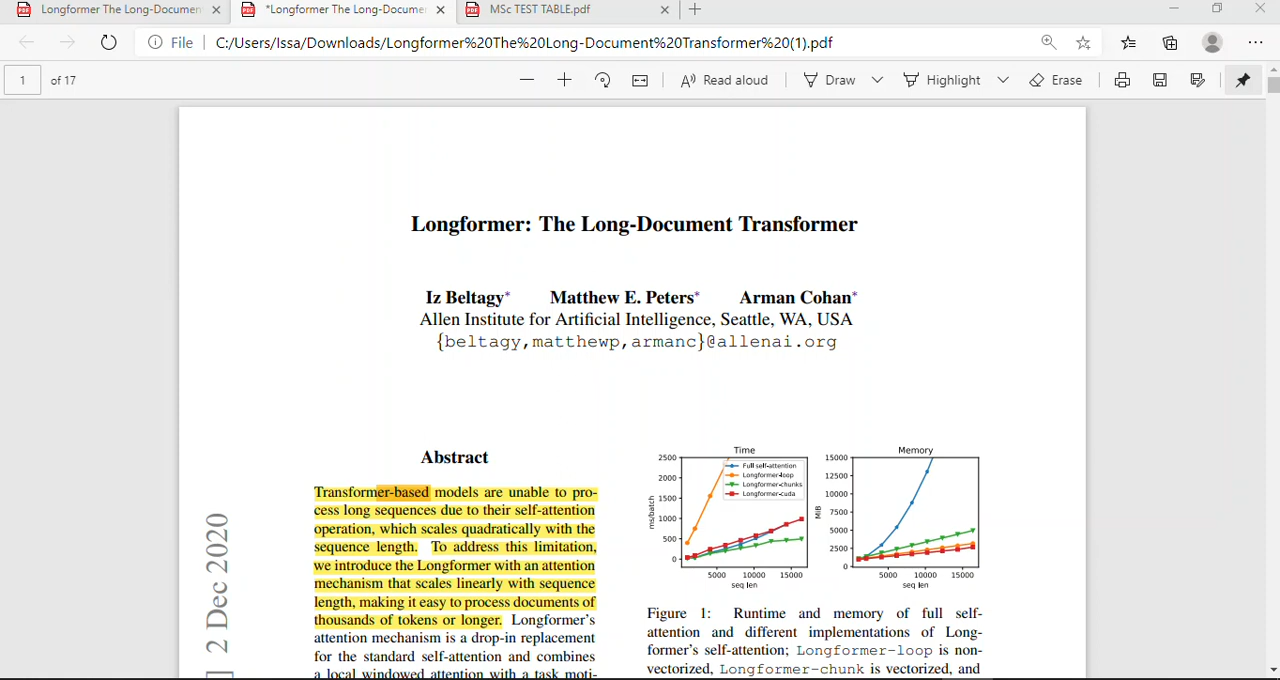 Longformer The Long-Documen
*Longformer The Long-Docume
MSc TEST TABLE.pdf
File
C:/Users/Issa/Downloads/Longformer%20The%20Long-Document%20Transformer%20(1).pdf
1 of 17
Read aloud
Draw
Highlight
Erase
Longformer: The Long-Document Transformer
Iz Beltagy* Matthew E. Peters* Arman Cohan*
Allen Institute for Artificial Intelligence, Seattle, WA, USA
{beltagy,matthewp,armanc}@allenai.org
Abstract
Transformer-based models are unable to pro-
cess long sequences due to their self-attention
operation, which scales quadratically with the
sequence length. To address this limitation,
we introduce the Longformer with an attention
mechanism that scales linearly with sequence
length, making it easy to process documents of
thousands of tokens or longer. Longformer's
attention mechanism is a drop-in replacement
for the standard self-attention and combines
a local windowed attention with a task moti-
] 2 Dec 2020
Time
ms/batch
2500
2000
1500
1000
500
0
Full self-attention
Longformer-loop
Longformer-chunks
Longformer-cuda
5000 10000 15000
seq len
Memory
MiB
15000
12500
10000
7500
5000
2500
0
5000 10000 15000
seq len
Figure 1: Runtime and memory of full self-
attention and different implementations of Long-
former's self-attention; Longformer-loop is non-
vectorized, Longformer-chunk is vectorized, and